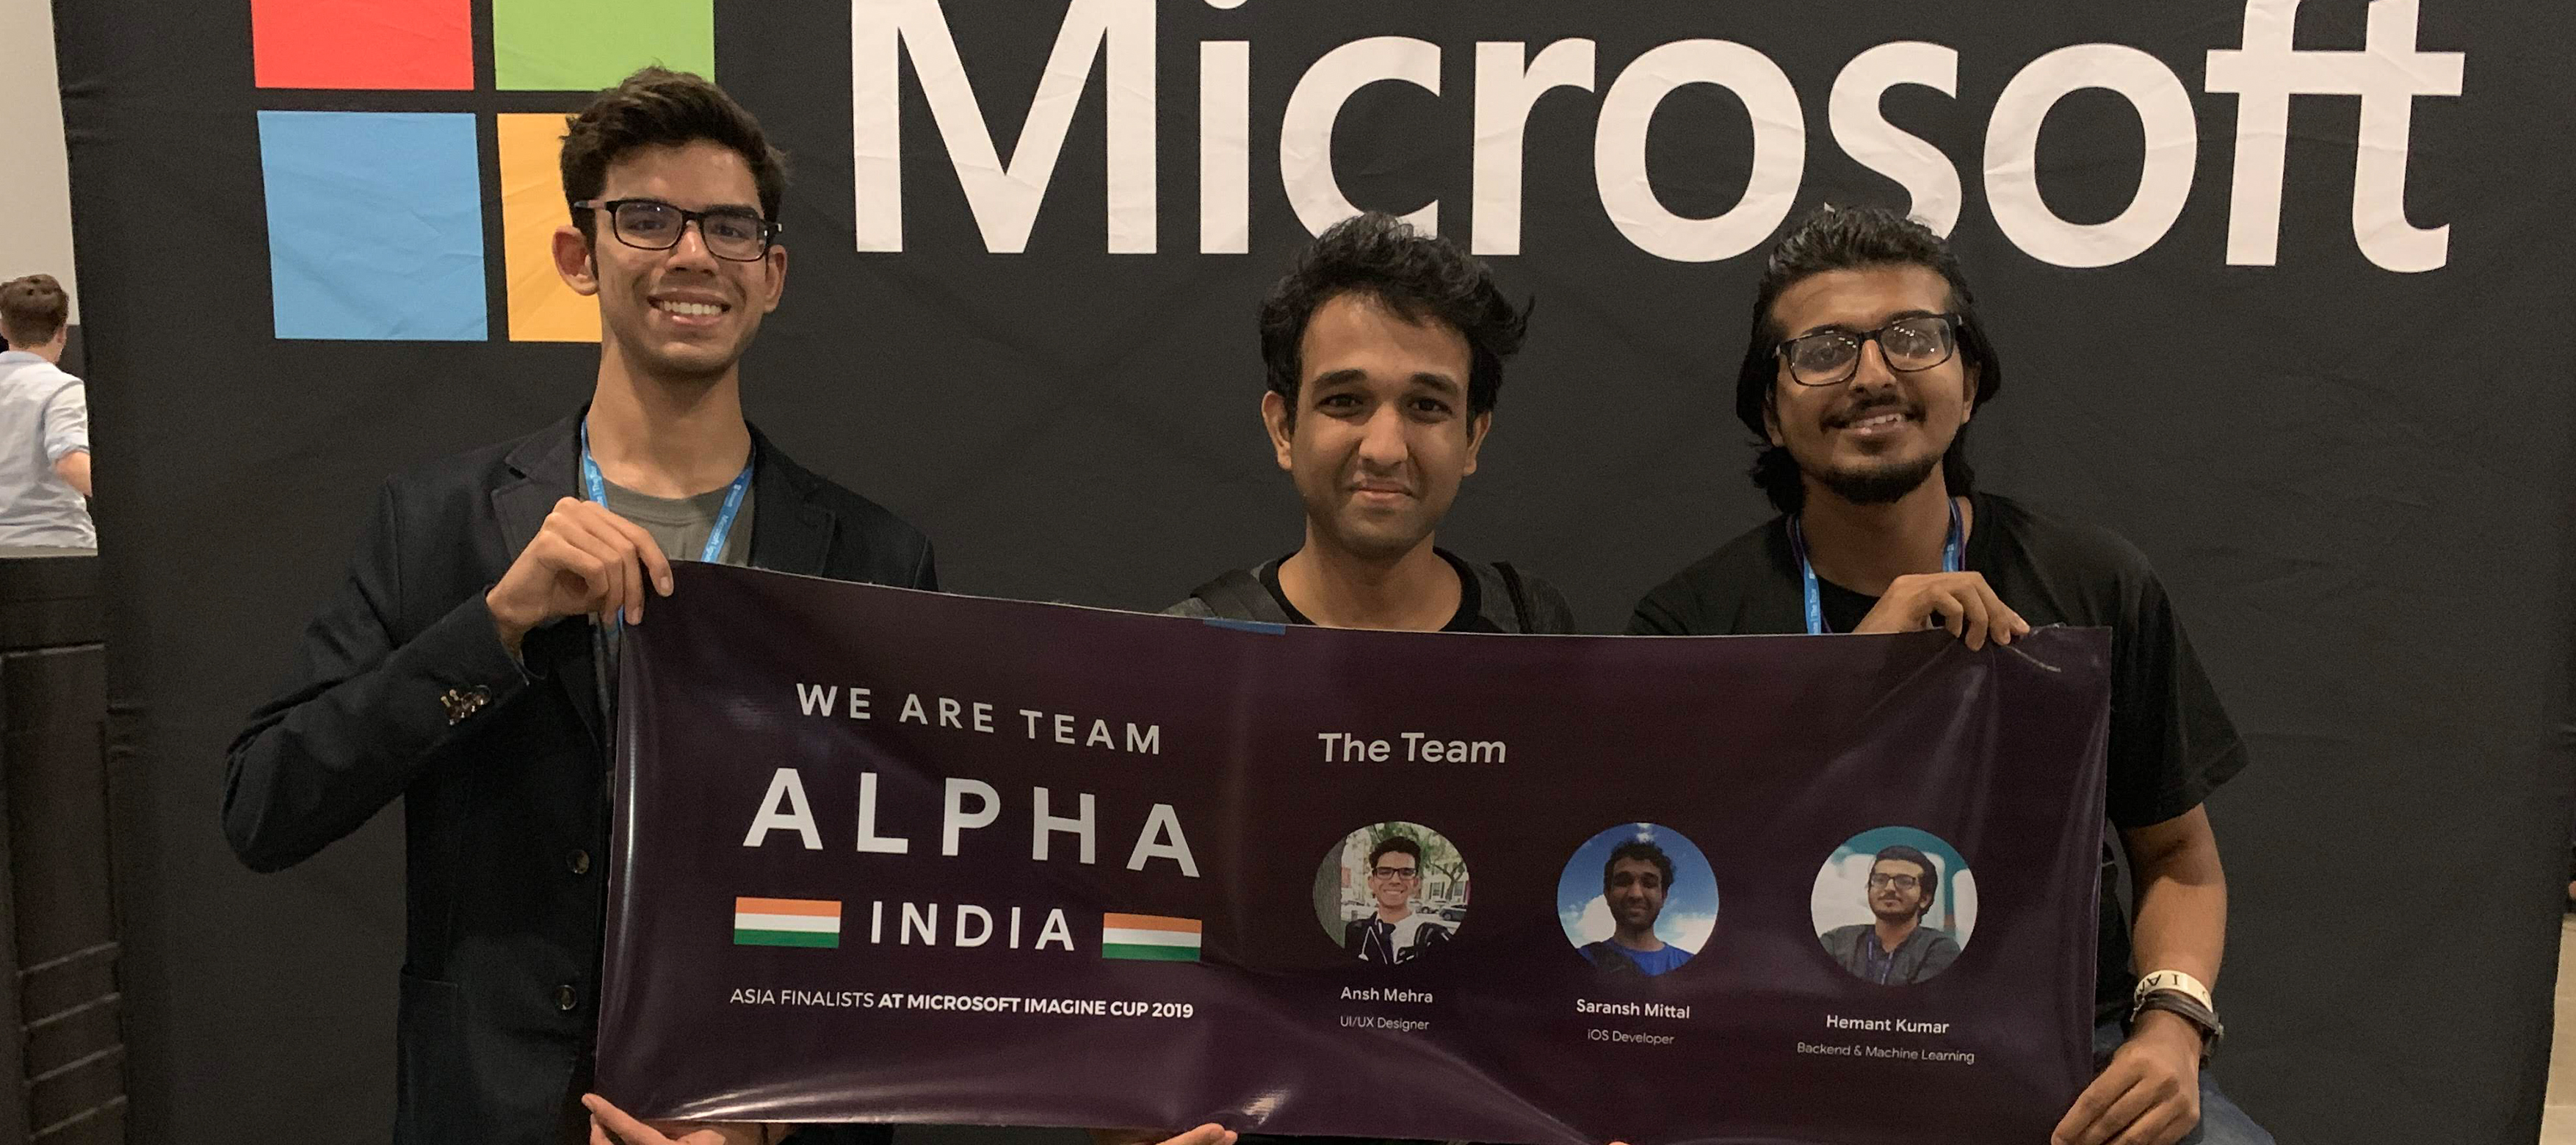 Microsoft
WE ARE TEAM
ALPHA
INDIA
ASIA FINALISTS AT MICROSOFT IMAGINE CUP 2019
The Team
Ansh Mehra
UI/UX Designer
Saransh Mittal
iOS Developer
Hemant Kumar
Backend & Machine Learning